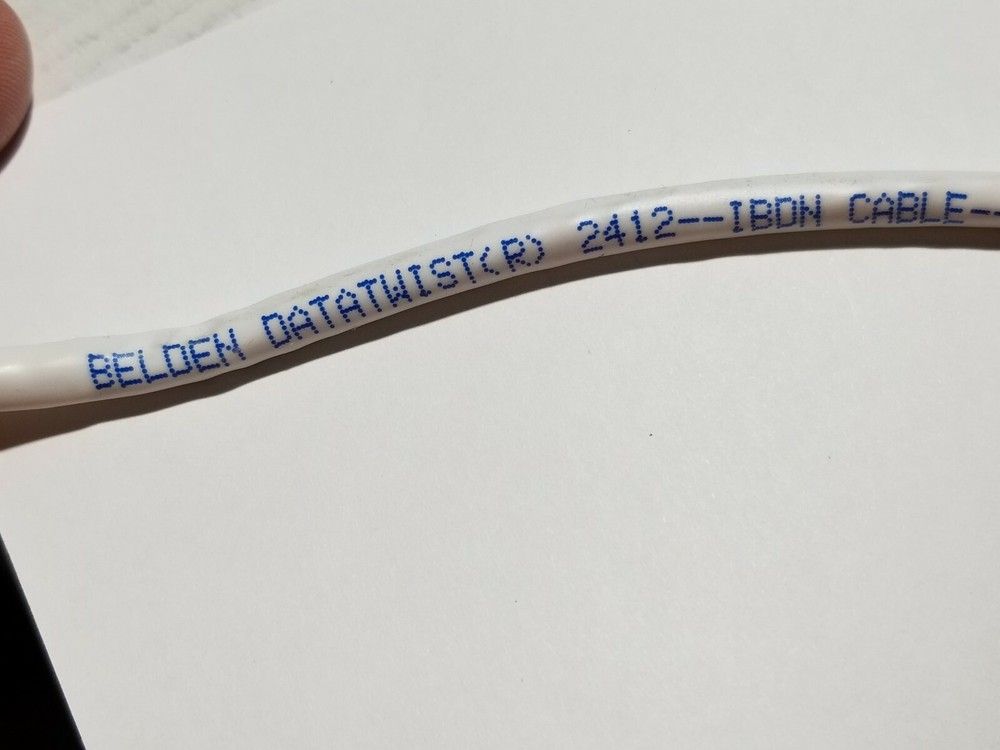 BELDEN DATATWIST(R) 2412--IBDN CABLE--